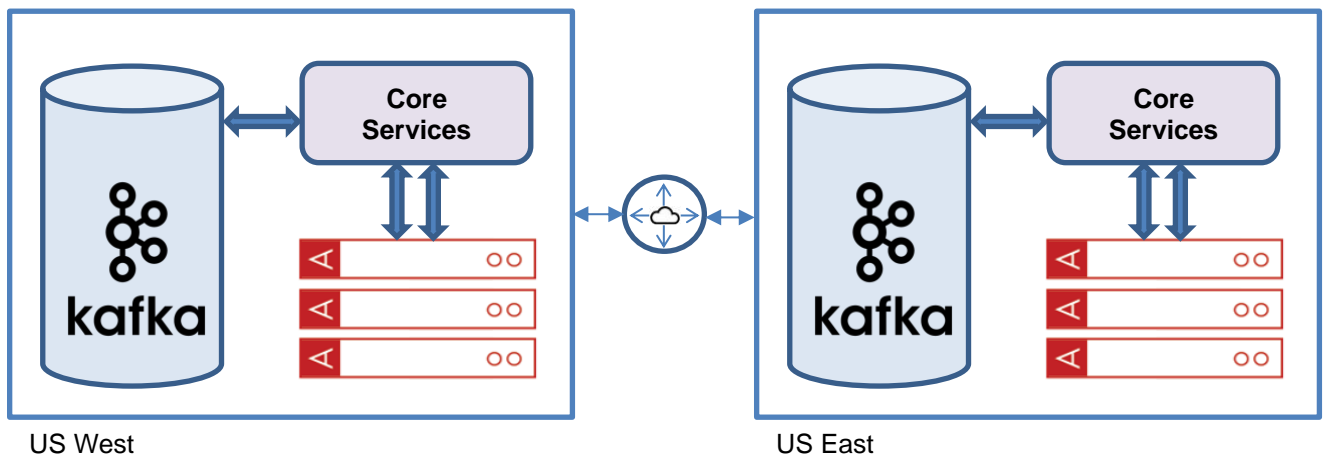 Core
Services
kafka
A
A
A
US West
Core
Services
kafka
A
A
A
US East